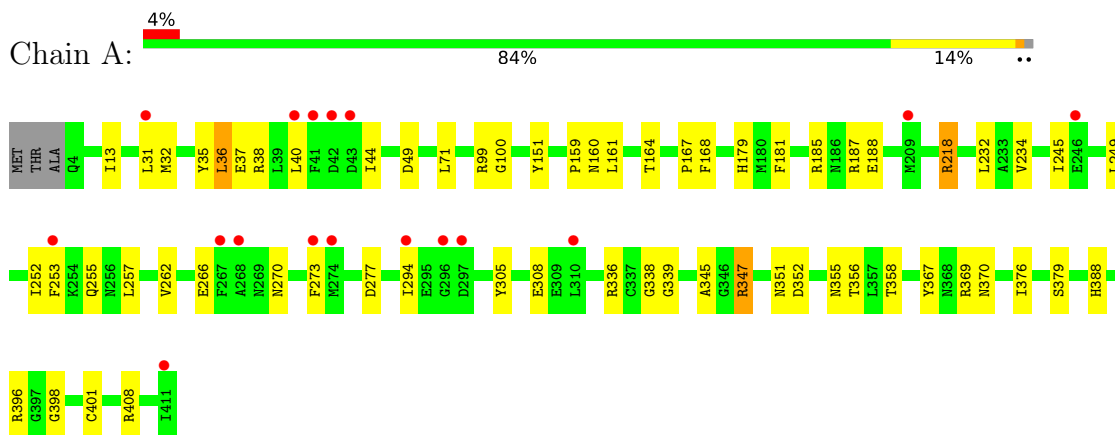 4%
Chain A:
84% 14% ••
MET THR ALA Q4 I13 L31 M32 Y35 L36 E37 R38 L39 L40 F41 D42 D43 I44 D49 L71 R99 G100 Y151 P159 N160 L161 T164 P167 F168 H179 M180 F181 R185 N186 R187 E188 M209 R218 L232 A233 V234 I245 E246 L249
I252 F253 K254 Q255 N256 L257 V262 E266 F267 A268 N269 N270 F273 M274 D277 I294 E295 G296 D297 Y305 E308 E309 L310 R336 C337 G338 G339 A345 G346 R347 N351 D352 N355 T356 L357 T358 Y367 N368 R369 N370 I376 S379 H388
R396 G397 G398 C401 R408 I411